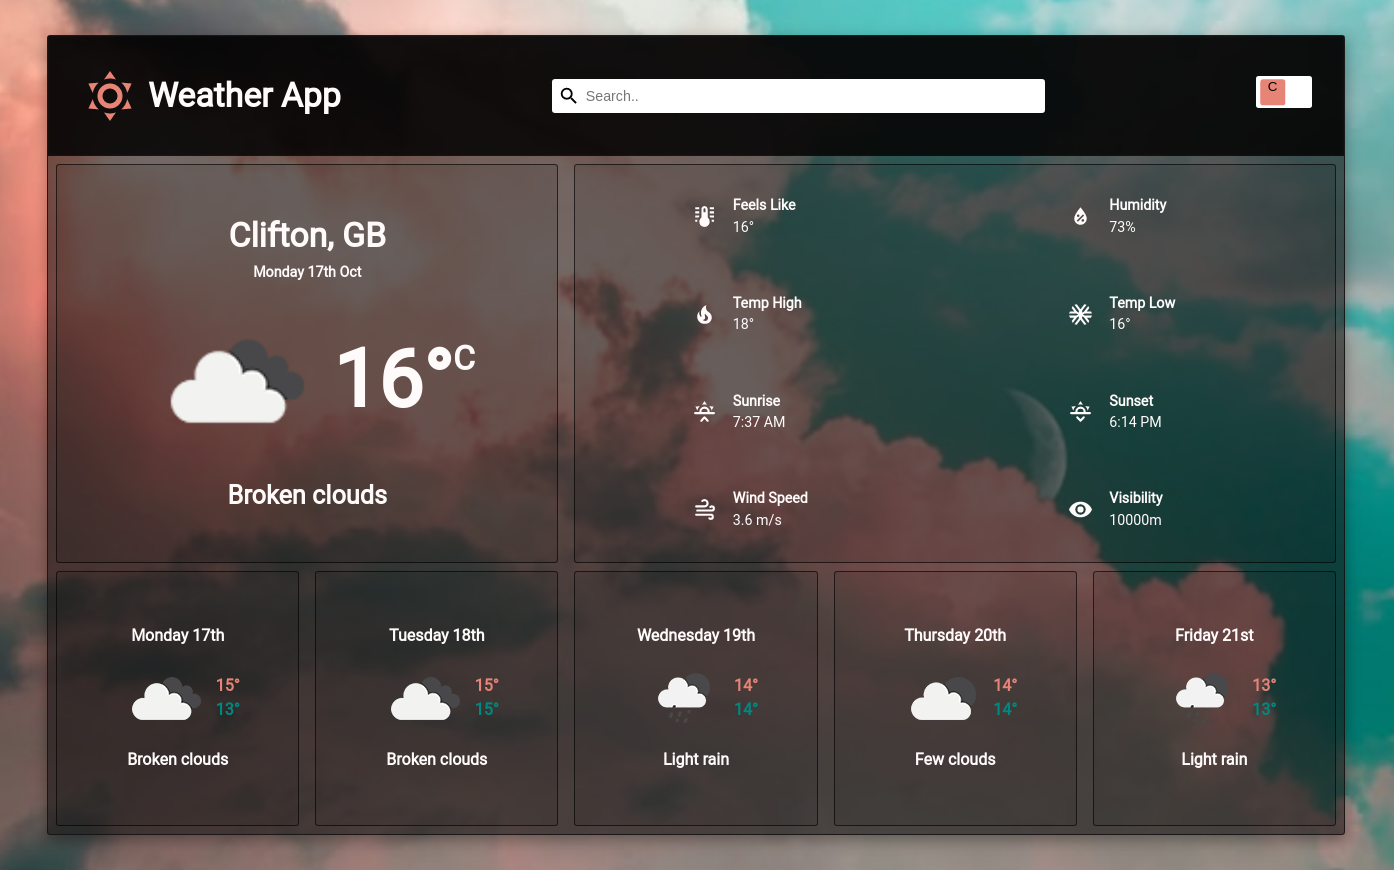 Weather App
Search..
C
Clifton, GB
Monday 17th Oct
16°C
Broken clouds
Feels Like
16°
Humidity
73%
Temp High
18°
Temp Low
16°
Sunrise
7:37 AM
Sunset
6:14 PM
Wind Speed
3.6 m/s
Visibility
10000m
Monday 17th
15°
13°
Broken clouds
Tuesday 18th
15°
15°
Broken clouds
Wednesday 19th
14°
14°
Light rain
Thursday 20th
14°
14°
Few clouds
Friday 21st
13°
13°
Light rain